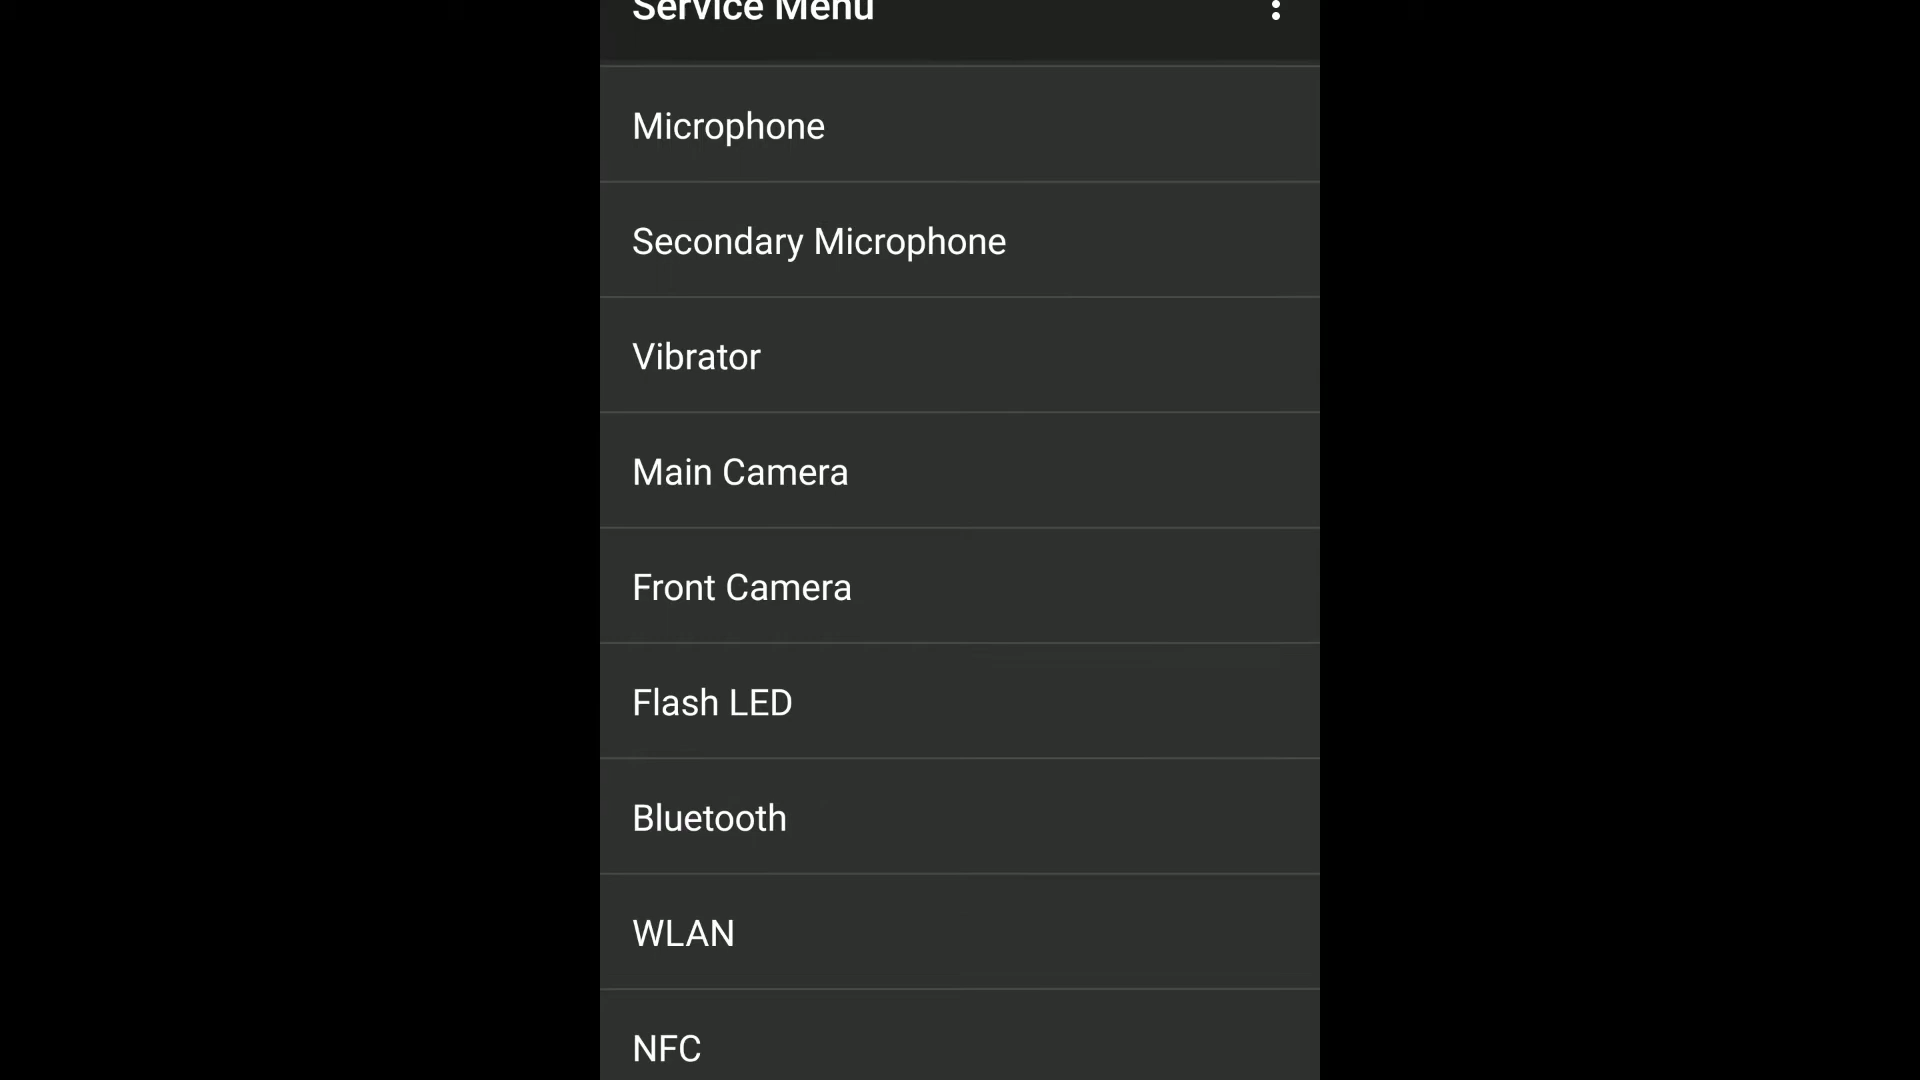 Service Menu
Microphone
Secondary Microphone
Vibrator
Main Camera
Front Camera
Flash LED
Bluetooth
WLAN
NFC